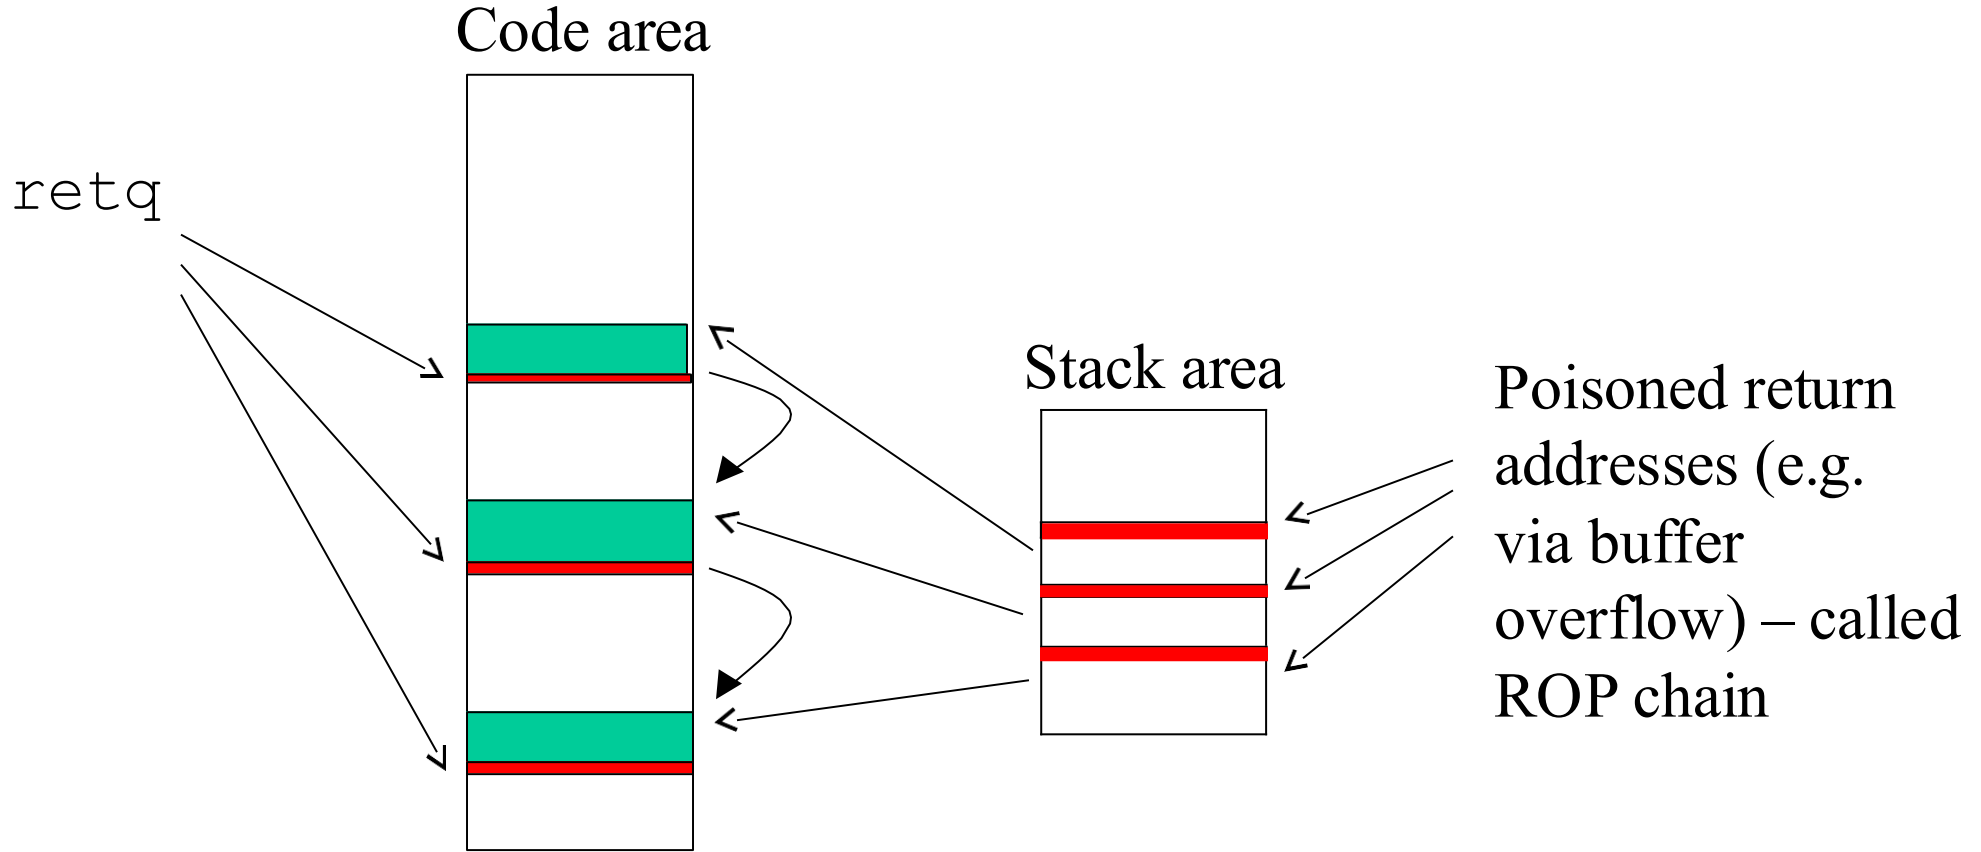 Code area
retq
Stack area
Poisoned return
addresses (e.g.
via buffer
overflow) – called
ROP chain